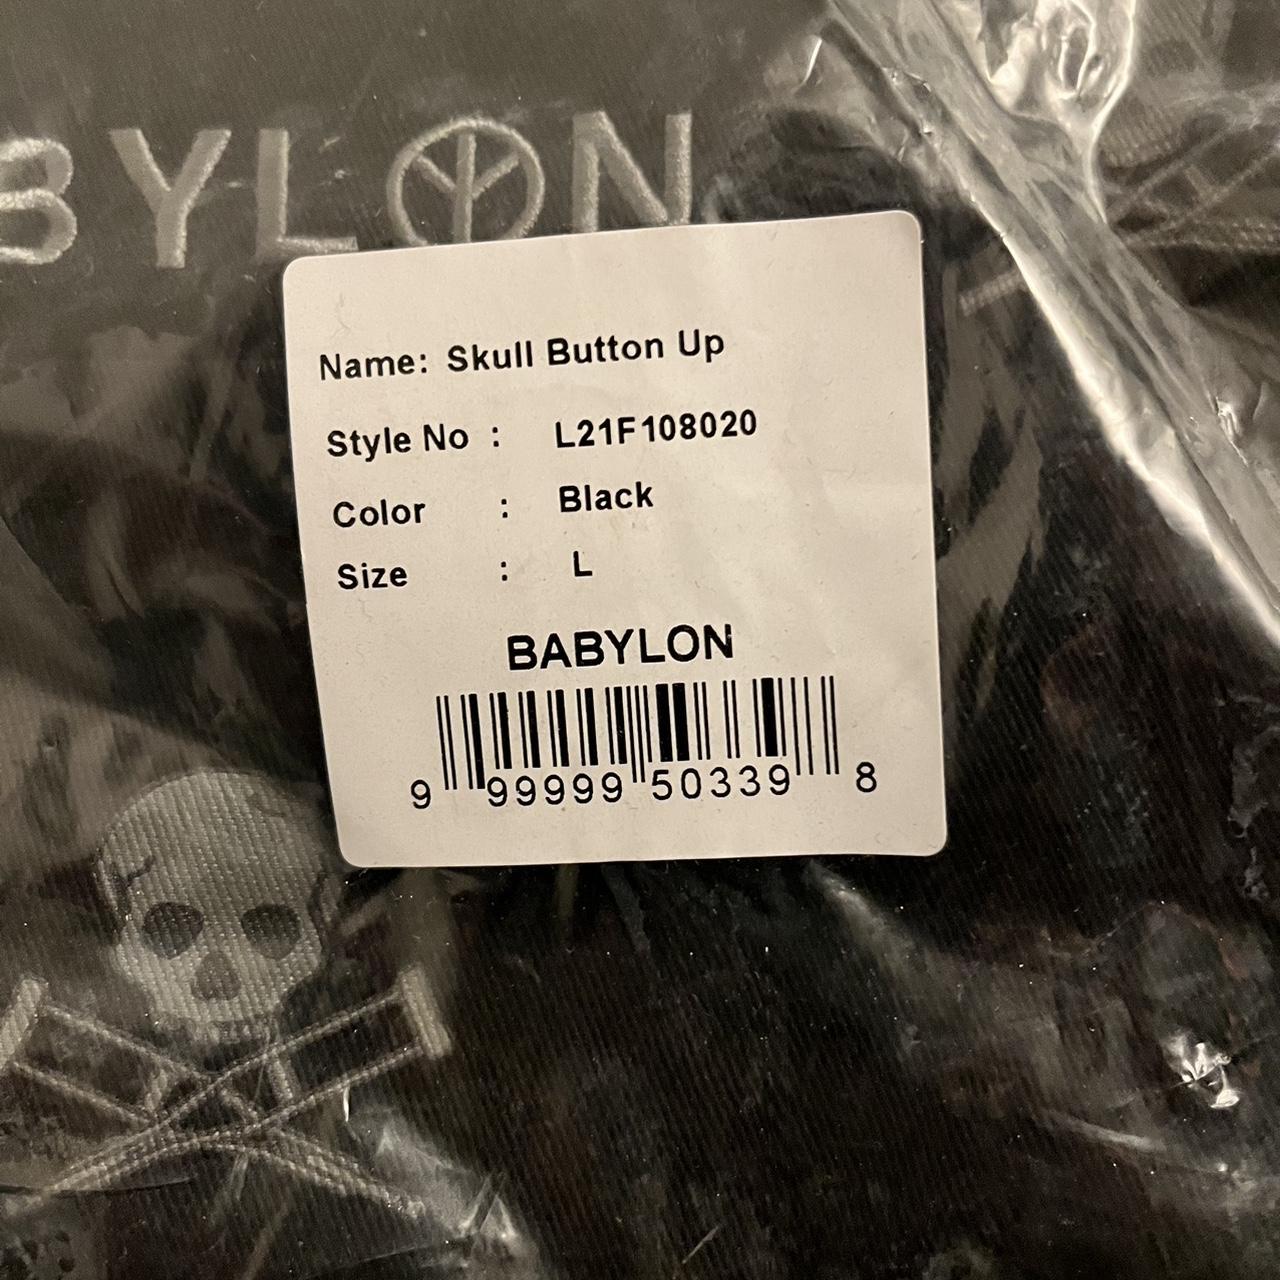 BYLON
Name: Skull Button Up
Style No : L21F108020
Color : Black
Size : L
BABYLON
9 99999 50339 8